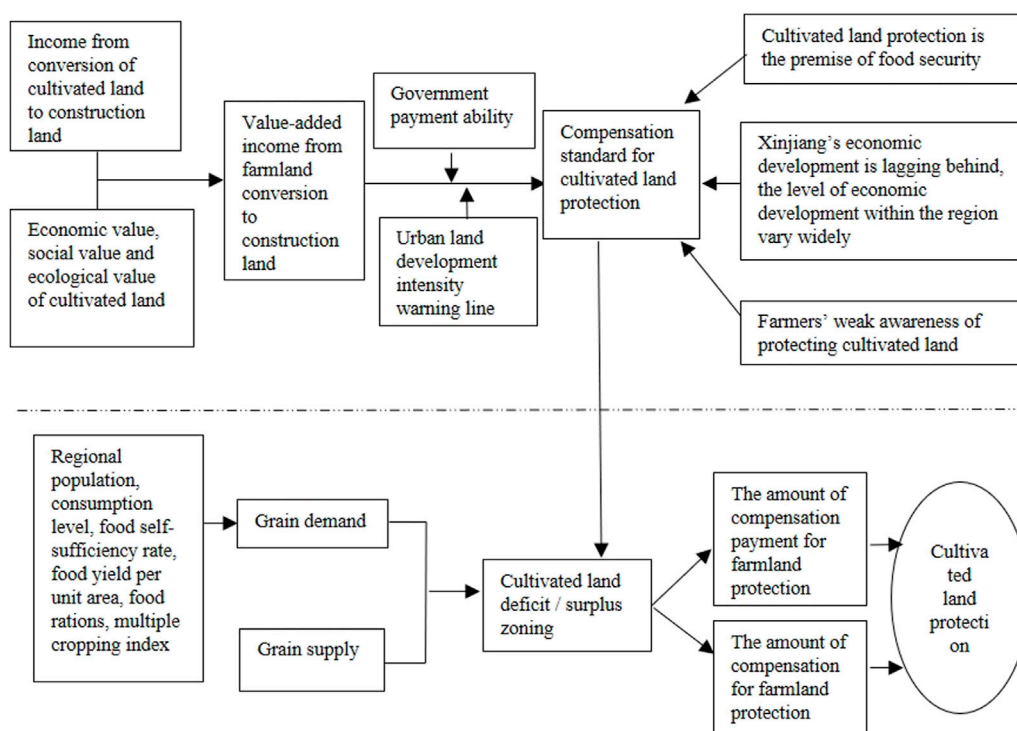 Income from
conversion of
cultivated land
to construction
land
Economic value,
social value and
ecological value
of cultivated land
Value-added
income from
farmland
conversion
to
construction
land
Government
payment ability
Urban land
development
intensity
warning line
Compensation
standard for
cultivated land
protection
Cultivated land protection is
the premise of food security
Xinjiang’s economic
development is lagging behind,
the level of economic
development within the region
vary widely
Farmers’ weak awareness of
protecting cultivated land
Regional
population,
consumption
level, food self-
sufficiency rate,
food yield per
unit area, food
rations, multiple
cropping index
Grain demand
Grain supply
Cultivated land
deficit / surplus
zoning
The amount of
compensation
payment for
farmland
protection
The amount of
compensation
for farmland
protection
Cultiva
ted
land
protecti
on